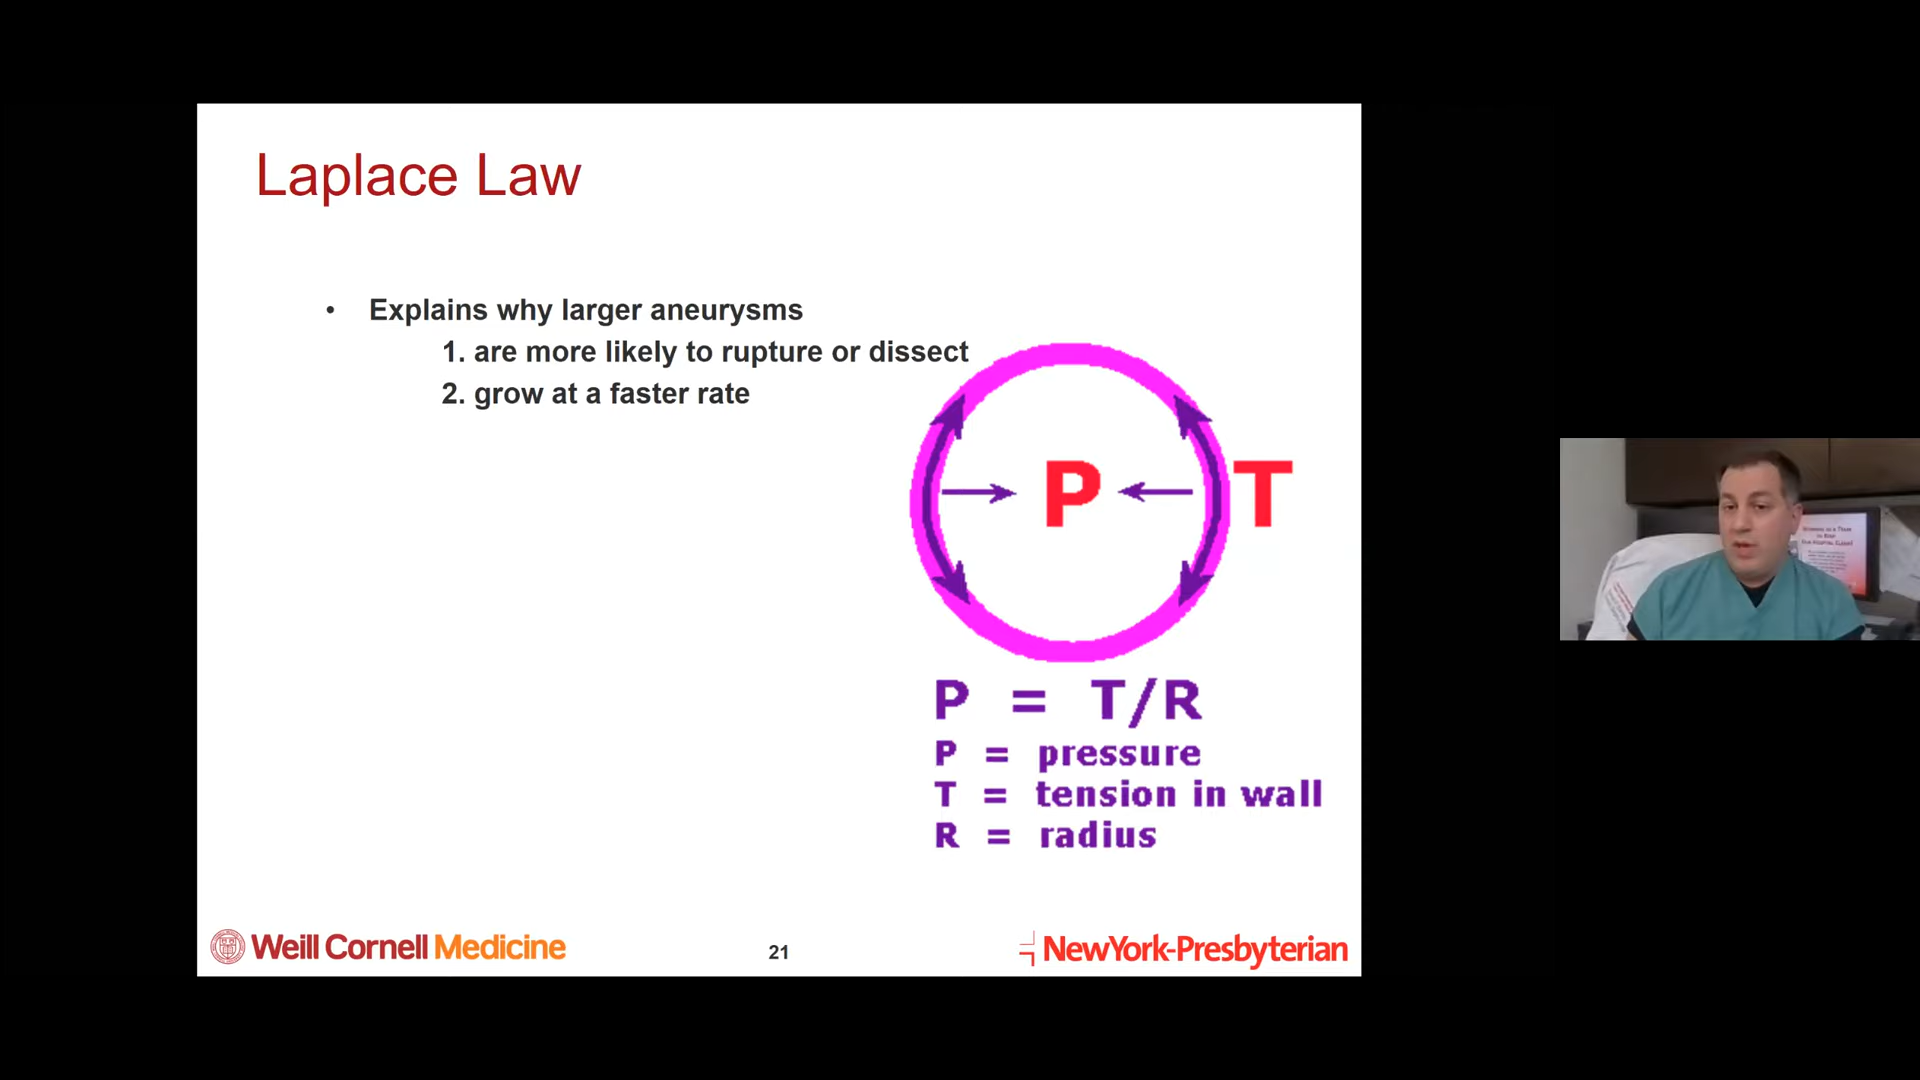 Laplace Law
• Explains why larger aneurysms
1. are more likely to rupture or dissect
2. grow at a faster rate
P T
P = T/R
P = pressure
T = tension in wall
R = radius
Weill Cornell Medicine 21 NewYork-Presbyterian